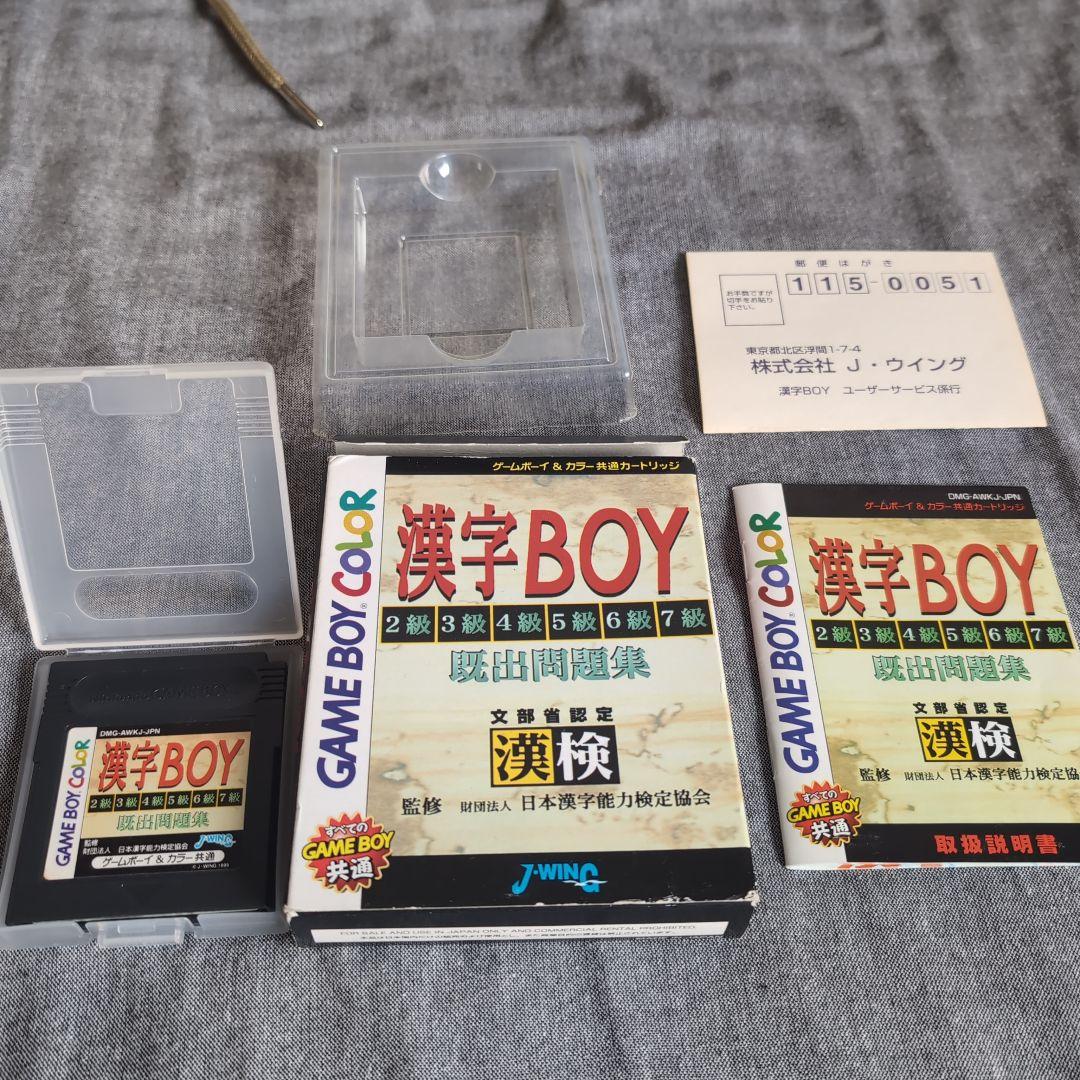 郵便はがき
お手数ですが
切手をお貼り
下さい。
115-0051
東京都北区浮間1-7-4
株式会社 J・ウイング
漢字BOY ユーザーサービス係行
ゲームボーイ & カラー共通カートリッジ
GAME BOY COLOR
漢字BOY
2級 3級 4級 5級 6級 7級
既出問題集
文部省認定
漢検
監修 財団法人 日本漢字能力検定協会
すべての
GAME BOY
共通
J-WING
FOR SALE AND USE IN JAPAN ONLY AND COMMERCIAL RENTAL PROHIBITED.
DMG-AWKJ-JPN
ゲームボーイ & カラー共通カートリッジ
GAME BOY COLOR
漢字BOY
2級 3級 4級 5級 6級 7級
既出問題集
文部省認定
漢検
監修 財団法人 日本漢字能力検定協会
すべての
GAME BOY
共通
取扱説明書
Nintendo GAME BOY
DMG-AWKJ-JPN
GAME BOY COLOR
漢字BOY
2級 3級 4級 5級 6級 7級
既出問題集
監修
財団法人 日本漢字能力検定協会
J-WING
ゲームボーイ & カラー共通